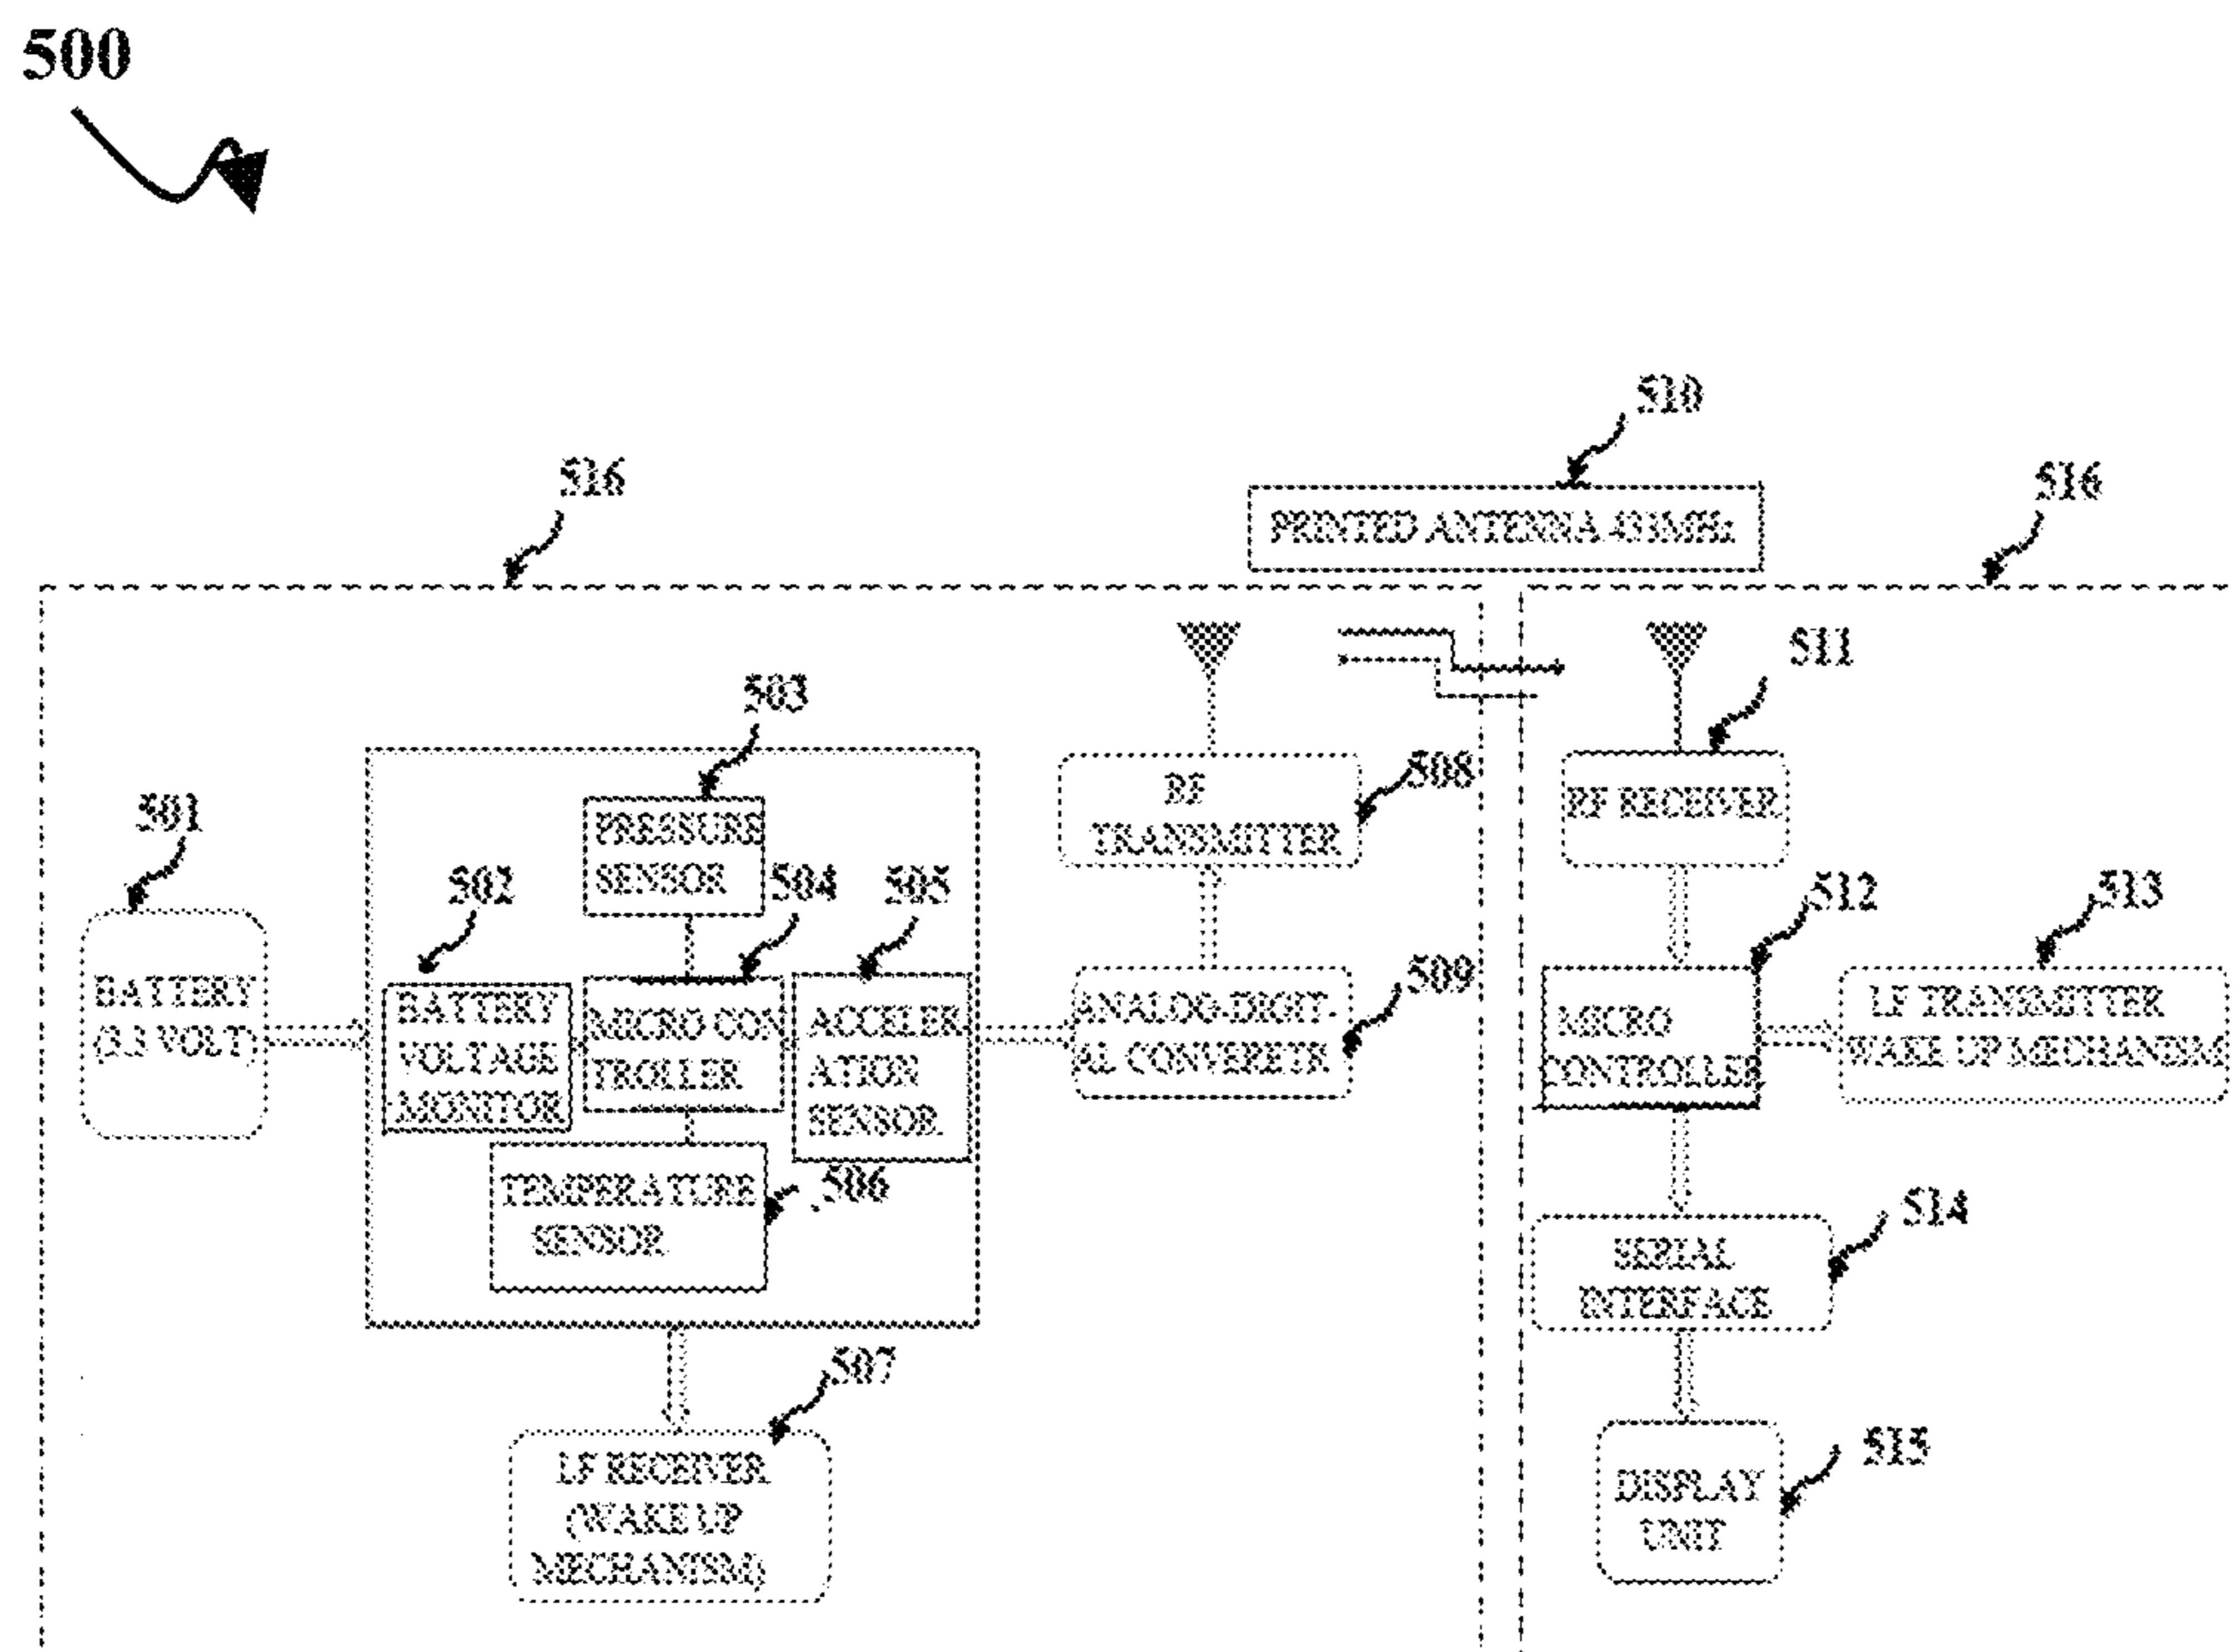 500
510
516
516
PRINTED ANTENNA 433MHz
511
503
508
RF
TRANSMITTER
RF RECEIVER
501
PRESSURE
SENSOR
502
504
505
512
513
BATTERY
(3.3 VOLT)
BATTERY
VOLTAGE
MONITOR
MICRO CON
TROLLER
ACCELER
ATION
SENSOR
509
ANALOG-DIGIT-
AL CONVERETR
MICRO
CONTROLLER
LF TRANSMITTER
WAKE UP MECHANISM
506
TEMPERATURE
SENSOR
514
SERIAL
INTERFACE
507
LF RECEIVER
(WAKE UP
MECHANISM)
515
DISPLAY
UNIT